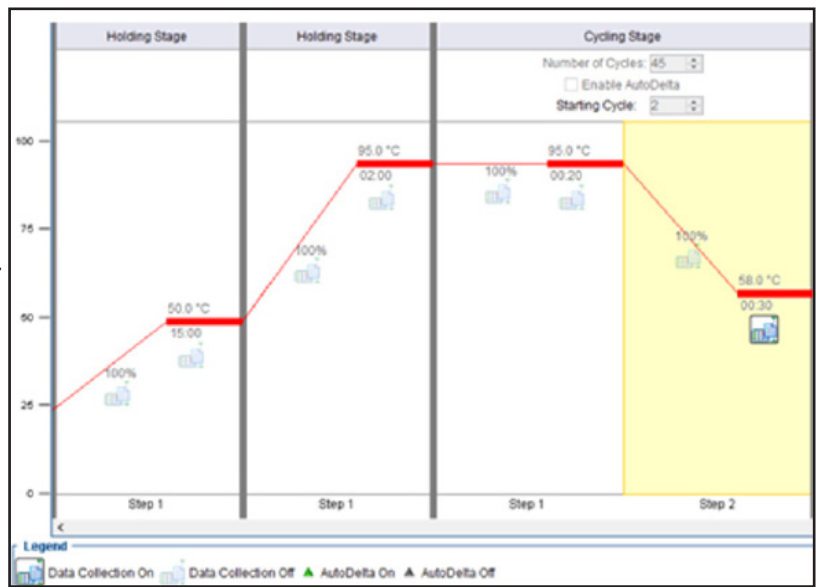 Holding Stage Holding Stage Cycling Stage
Number of Cycles: 45
Enable AutoDelta
Starting Cycle: 2
100
95.0 °C 95.0 °C
02:00 100% 00:20
75
100% 100%
58.0 °C
50.0 °C 00:30
50
15:00
100%
25
0
Step 1 Step 1 Step 1 Step 2
<
Legend
Data Collection On Data Collection Off AutoDelta On AutoDelta Off